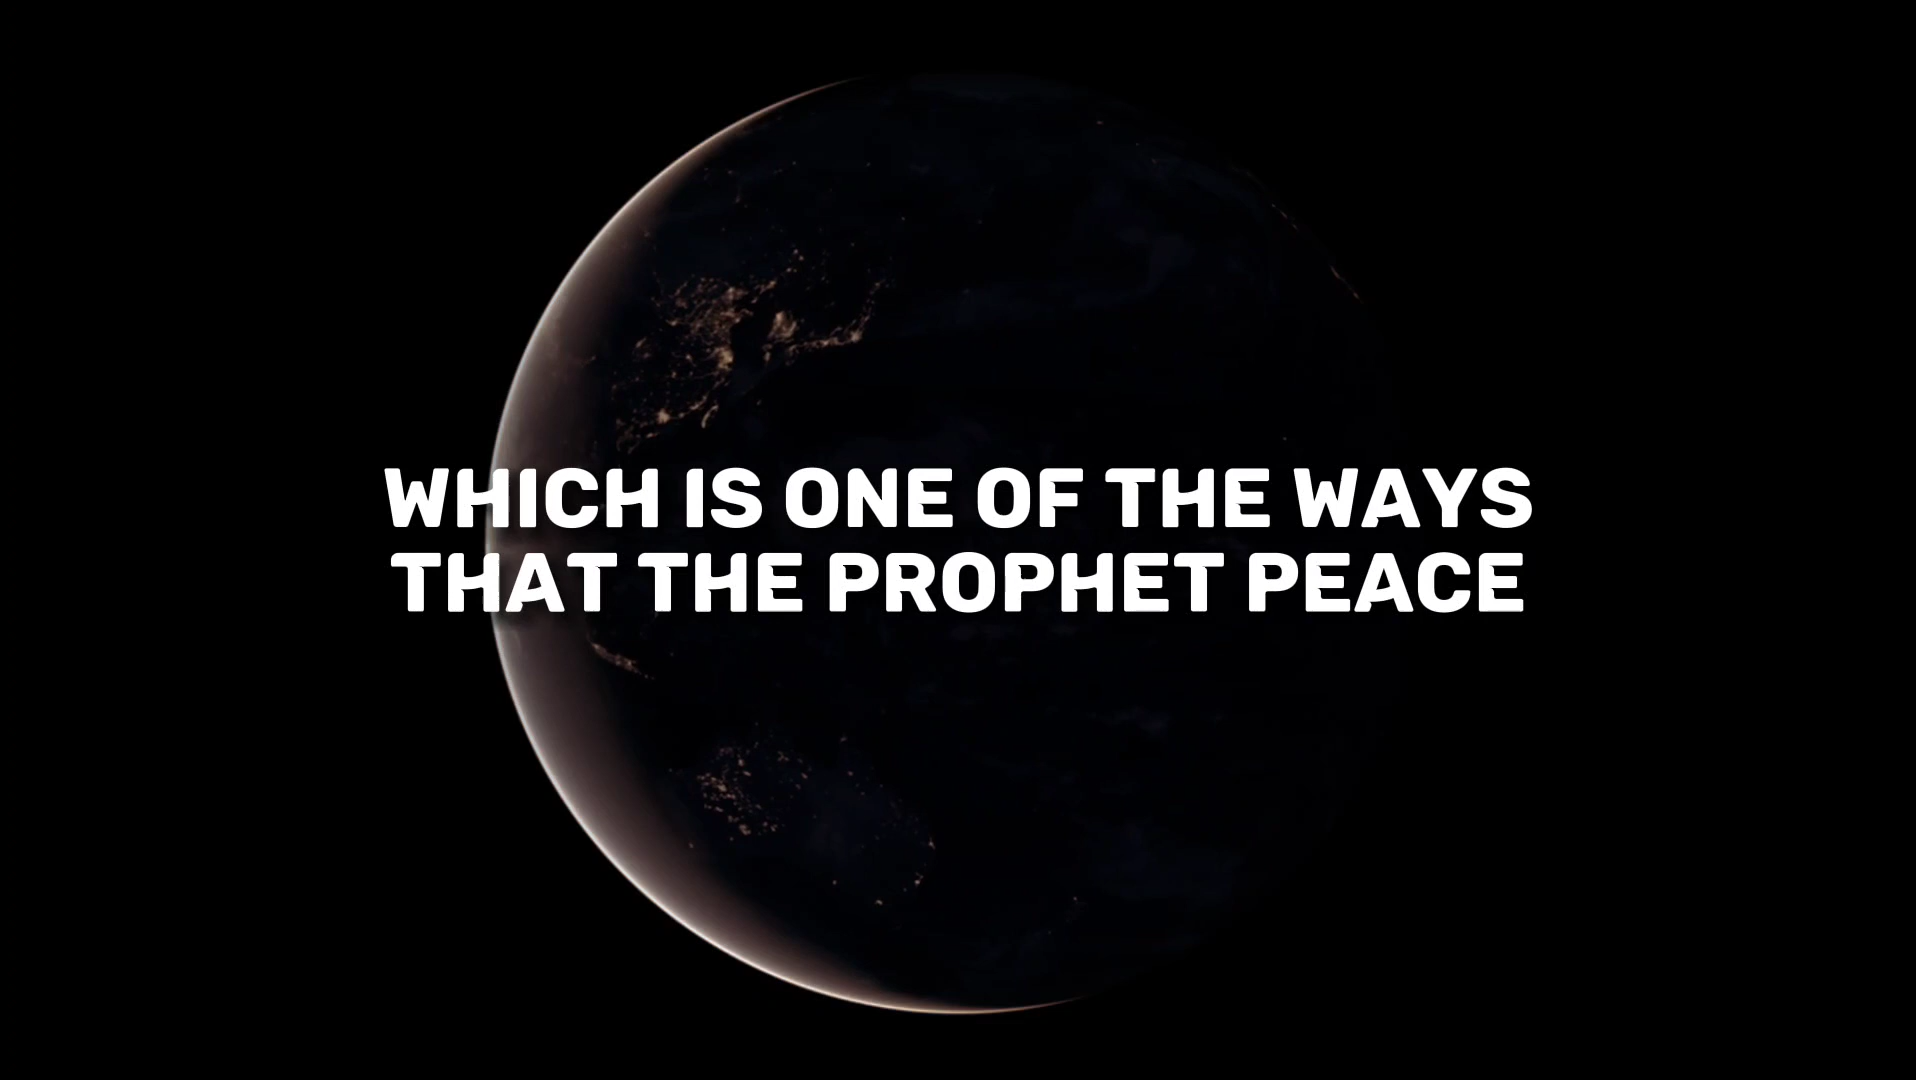 WHICH IS ONE OF THE WAYS
THAT THE PROPHET PEACE